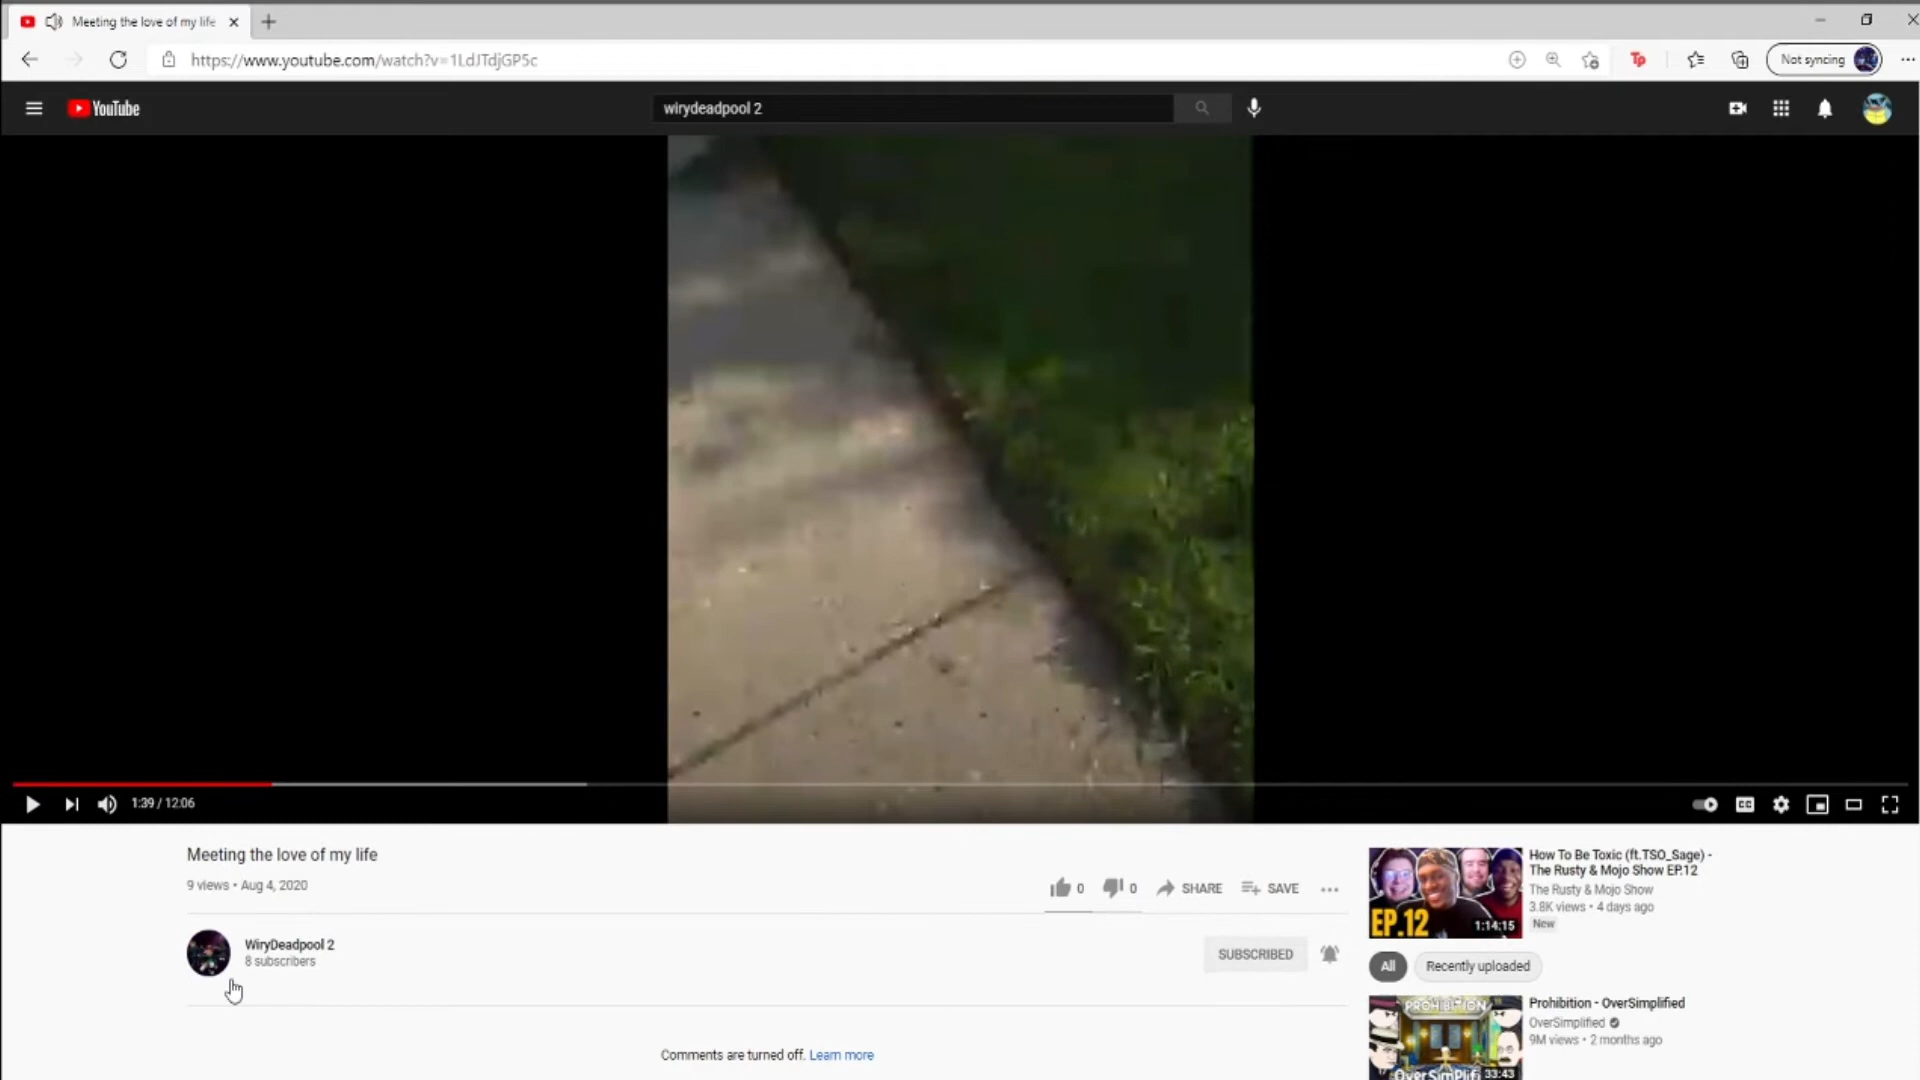 Meeting the love of my life
https://www.youtube.com/watch?v=1LdJTdjGP5c
Tp
Not syncing
YouTube
wirydeadpool 2
1:39 / 12:06
CC
Meeting the love of my life
9 views • Aug 4, 2020
0
0
SHARE
SAVE
WiryDeadpool 2
8 subscribers
SUBSCRIBED
Comments are turned off. Learn more
EP.12
1:14:15
How To Be Toxic (ft.TSO_Sage) -
The Rusty & Mojo Show EP.12
The Rusty & Mojo Show
3.8K views • 4 days ago
New
All
Recently uploaded
PROHIBITION
OverSimplifi
33:43
Prohibition - OverSimplified
OverSimplified
9M views • 2 months ago